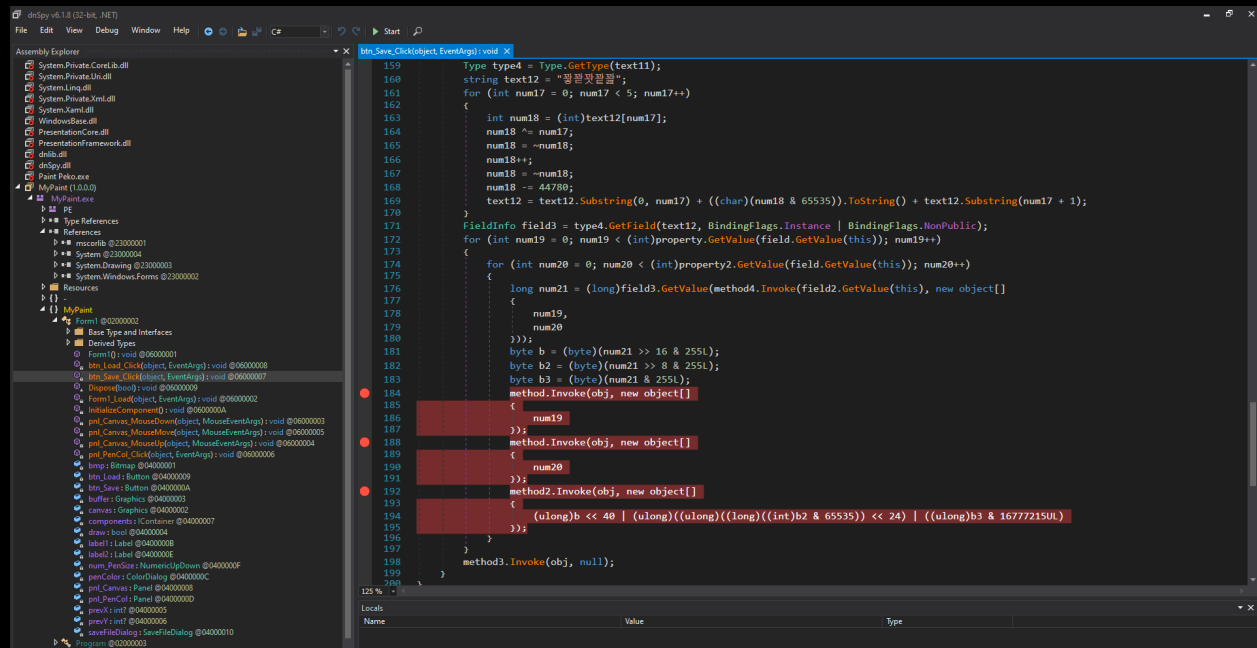 dnSpy v6.1.8 (32-bit, .NET)
File Edit View Debug Window Help C# Start
Assembly Explorer
System.Private.CoreLib.dll
System.Private.Uri.dll
System.Linq.dll
System.Private.Xml.dll
System.Xaml.dll
WindowsBase.dll
PresentationCore.dll
PresentationFramework.dll
dnlib.dll
dnSpy.dll
Paint Peko.exe
MyPaint (1.0.0.0)
MyPaint.exe
PE
Type References
References
mscorlib @23000001
System @23000004
System.Drawing @23000003
System.Windows.Forms @23000002
Resources
{ } -
{ } MyPaint
Form1 @02000002
Base Type and Interfaces
Derived Types
Form1() : void @06000001
btn_Load_Click(object, EventArgs) : void @06000008
btn_Save_Click(object, EventArgs) : void @06000007
Dispose(bool) : void @06000009
Form1_Load(object, EventArgs) : void @06000002
InitializeComponent() : void @0600000A
pnl_Canvas_MouseDown(object, MouseEventArgs) : void @06000003
pnl_Canvas_MouseMove(object, MouseEventArgs) : void @06000005
pnl_Canvas_MouseUp(object, MouseEventArgs) : void @06000004
pnl_PenCol_Click(object, EventArgs) : void @06000006
bmp : Bitmap @04000001
btn_Load : Button @04000009
btn_Save : Button @0400000A
buffer : Graphics @04000003
canvas : Graphics @04000002
components : IContainer @04000007
draw : bool @04000004
label1 : Label @0400000B
label2 : Label @0400000E
num_PenSize : NumericUpDown @0400000F
penColor : ColorDialog @0400000C
pnl_Canvas : Panel @04000008
pnl_PenCol : Panel @0400000D
prevX : int? @04000005
prevY : int? @04000006
saveFileDialog : SaveFileDialog @04000010
Program @02000003
btn_Save_Click(object, EventArgs) : void
159 Type type4 = Type.GetType(text11);
160 string text12 = "";
161 for (int num17 = 0; num17 < 5; num17++)
162 {
163 int num18 = (int)text12[num17];
164 num18 ^= num17;
165 num18 = ~num18;
166 num18++;
167 num18 = ~num18;
168 num18 -= 44780;
169 text12 = text12.Substring(0, num17) + ((char)(num18 & 65535)).ToString() + text12.Substring(num17 + 1);
170 }
171 FieldInfo field3 = type4.GetField(text12, BindingFlags.Instance | BindingFlags.NonPublic);
172 for (int num19 = 0; num19 < (int)property.GetValue(field.GetValue(this)); num19++)
173 {
174 for (int num20 = 0; num20 < (int)property2.GetValue(field.GetValue(this)); num20++)
175 {
176 long num21 = (long)field3.GetValue(method4.Invoke(field2.GetValue(this), new object[]
177 {
178 num19,
179 num20
180 }));
181 byte b = (byte)(num21 >> 16 & 255L);
182 byte b2 = (byte)(num21 >> 8 & 255L);
183 byte b3 = (byte)(num21 & 255L);
184 method.Invoke(obj, new object[]
185 {
186 num19
187 });
188 method.Invoke(obj, new object[]
189 {
190 num20
191 });
192 method2.Invoke(obj, new object[]
193 {
194 (ulong)b << 40 | (ulong)((ulong)((long)((int)b2 & 65535)) << 24) | ((ulong)b3 & 16777215UL)
195 });
196 }
197 }
198 method3.Invoke(obj, null);
199 }
200 }
125 %
Locals
Name Value Type